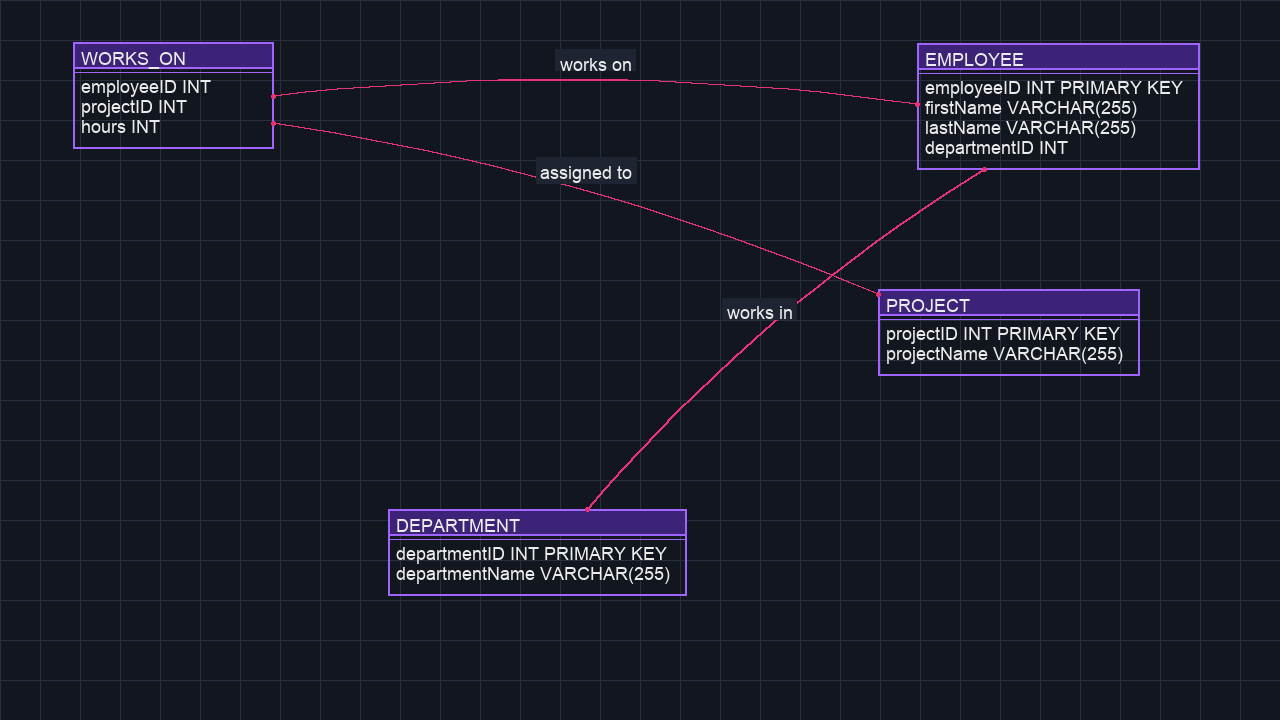 WORKS_ON
employeeID INT
projectID INT
hours INT
works on
EMPLOYEE
employeeID INT PRIMARY KEY
firstName VARCHAR(255)
lastName VARCHAR(255)
departmentID INT
assigned to
works in
PROJECT
projectID INT PRIMARY KEY
projectName VARCHAR(255)
DEPARTMENT
departmentID INT PRIMARY KEY
departmentName VARCHAR(255)